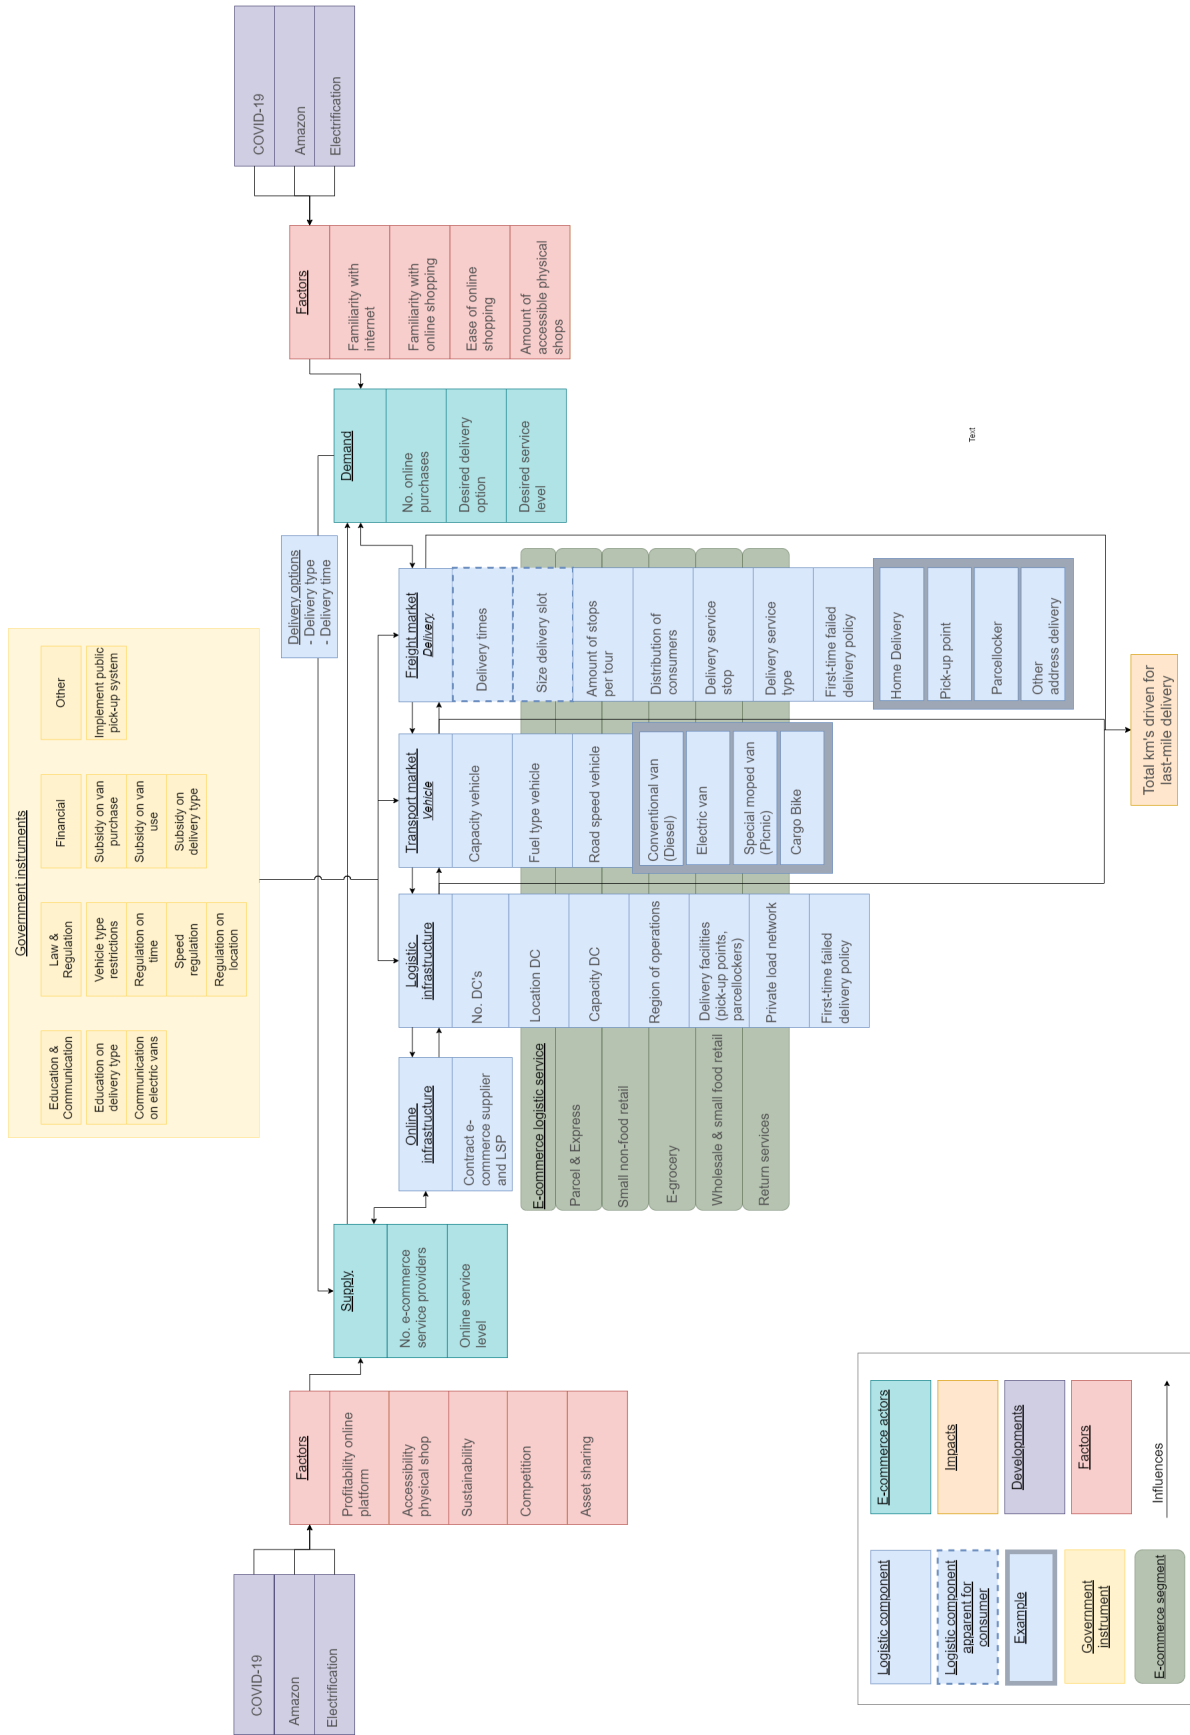 Government instruments
Education &
Communication
Education on
delivery type
Communication
on electric vans
Law &
Regulation
Vehicle type
restrictions
Regulation on
time
Speed
regulation
Regulation on
location
Financial
Subsidy on van
purchase
Subsidy on van
use
Subsidy on
delivery type
Other
Implement public
pick-up system
COVID-19
Amazon
Electrification
Factors
Profitability online
platform
Accessibility
physical shop
Sustainability
Competition
Asset sharing
Supply
No. e-commerce
service providers
Online service
level
Online
infrastructure
Contract e-
commerce supplier
and LSP
Logistic
infrastructure
No. DC's
Location DC
Capacity DC
Region of operations
Delivery facilities
(pick-up points,
parcellockers)
Private load network
First-time failed
delivery policy
Transport market
Vehicle
Capacity vehicle
Fuel type vehicle
Road speed vehicle
Conventional van
(Diesel)
Electric van
Special moped van
(Picnic)
Cargo Bike
Freight market
Delivery
Delivery times
Size delivery slot
Amount of stops
per tour
Distribution of
consumers
Delivery service
stop
Delivery service
type
First-time failed
delivery policy
Home Delivery
Pick-up point
Parcellocker
Other
address delivery
Delivery options
- Delivery type
- Delivery time
Demand
No. online
purchases
Desired delivery
option
Desired service
level
Factors
Familiarity with
internet
Familiarity with
online shopping
Ease of online
shopping
Amount of
accessible physical
shops
COVID-19
Amazon
Electrification
E-commerce logistic service
Parcel & Express
Small non-food retail
E-grocery
Wholesale & small food retail
Return services
Text
Total km's driven for
last-mile delivery
Logistic component
Logistic component
apparent for
consumer
Example
Government
instrument
E-commerce segment
E-commerce actors
Impacts
Developments
Factors
Influences